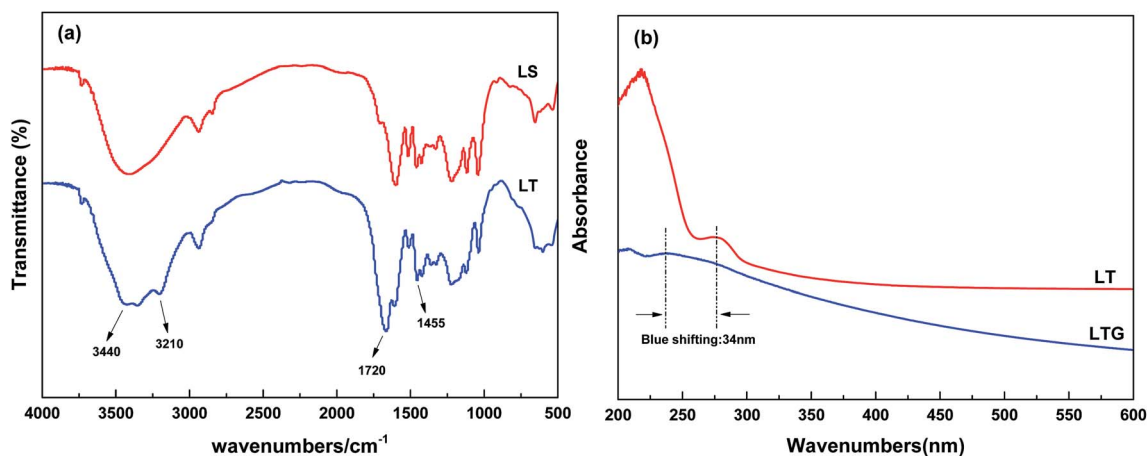 (a)
LS
LT
3440
3210
1720
1455
Transmittance (%)
4000 3500 3000 2500 2000 1500 1000 500
wavenumbers/cm-1
(b)
LT
LTG
Blue shifting:34nm
Absorbance
200 250 300 350 400 450 500 550 600
Wavenumbers(nm)